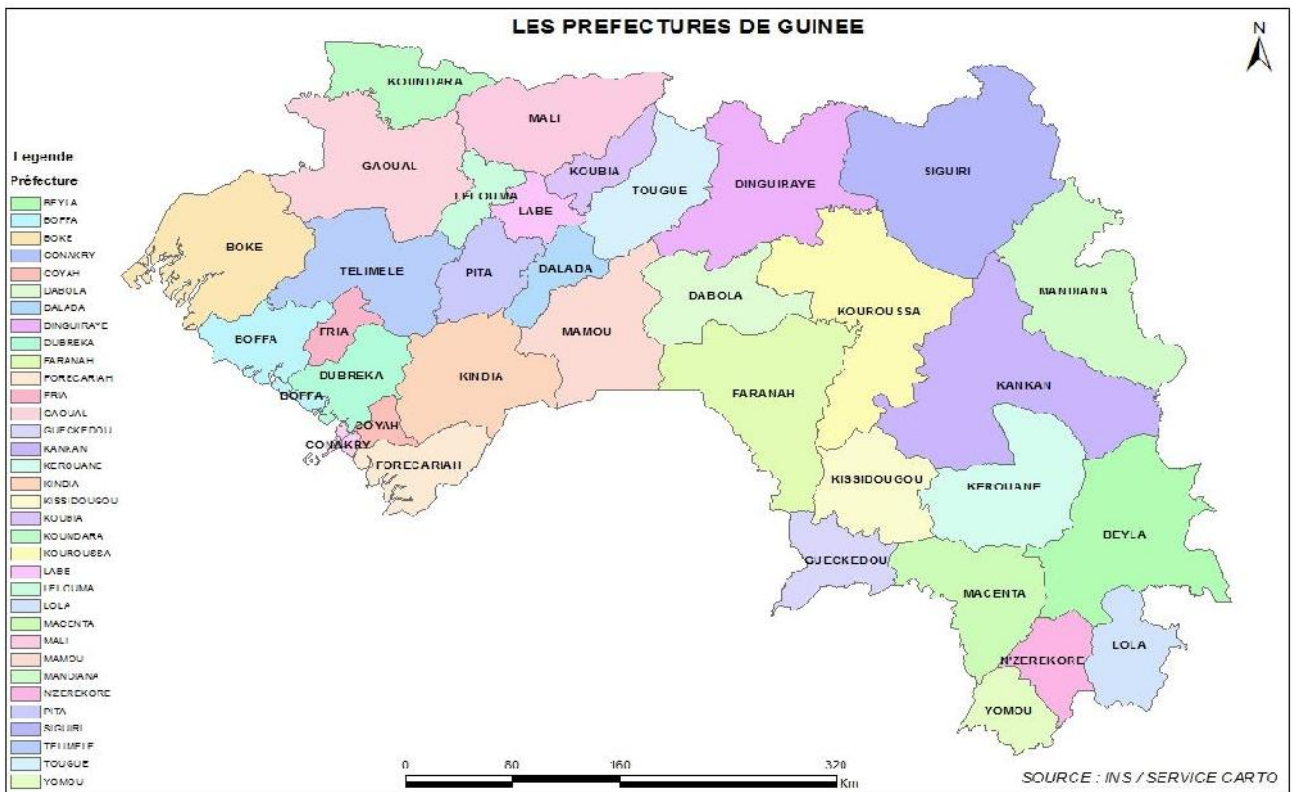 LES PREFECTURES DE GUINEE
N
KOUNDARA
MALI
GAOUAL
KOUBIA
LELOUMA
LABE
TOUGUE
DINGUIRAYE
SIGUIRI
BOKE
TELIMELE
PITA
DALADA
DABOLA
MAMOU
KOUROUSSA
MANDIANA
BOFFA
FRIA
DUBREKA
KINDIA
FARANAH
KANKAN
BOFFA
COYAH
CONAKRY
FORECARIAH
KISSIDOUGOU
KEROUANE
BEYLA
GUECKEDOU
MACENTA
N'ZEREKORE
LOLA
YOMOU
Legende
Préfecture
BEYLA
BOFFA
BOKE
CONAKRY
COYAH
DABOLA
DALADA
DINGUIRAYE
DUBREKA
FARANAH
FORECARIAH
FRIA
GAOUAL
GUECKEDOU
KANKAN
KEROUANE
KINDIA
KISSIDOUGOU
KOUBIA
KOUNDARA
KOUROUSSA
LABE
LELOUMA
LOLA
MACENTA
MALI
MAMOU
MANDIANA
NZEREKORE
PITA
SIGUIRI
TELIMELE
TOUGUE
YOMOU
0 80 160 320
Km
SOURCE : INS / SERVICE CARTO